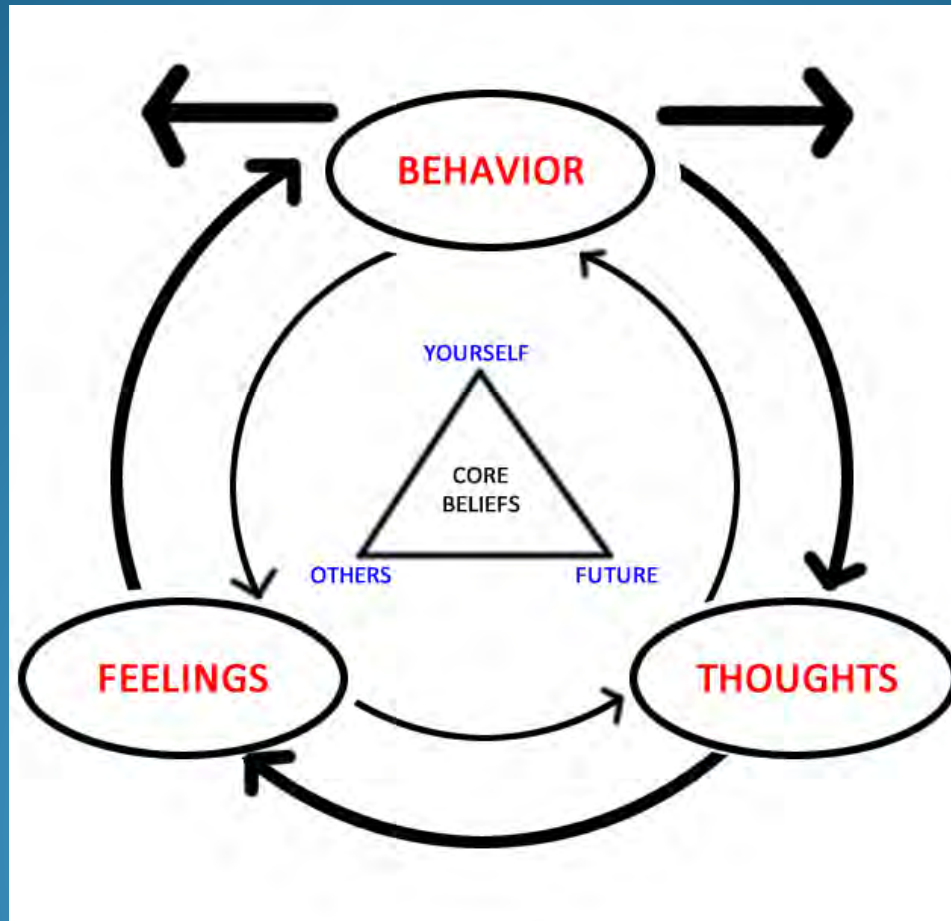 BEHAVIOR
YOURSELF
CORE
BELIEFS
OTHERS
FUTURE
FEELINGS
THOUGHTS